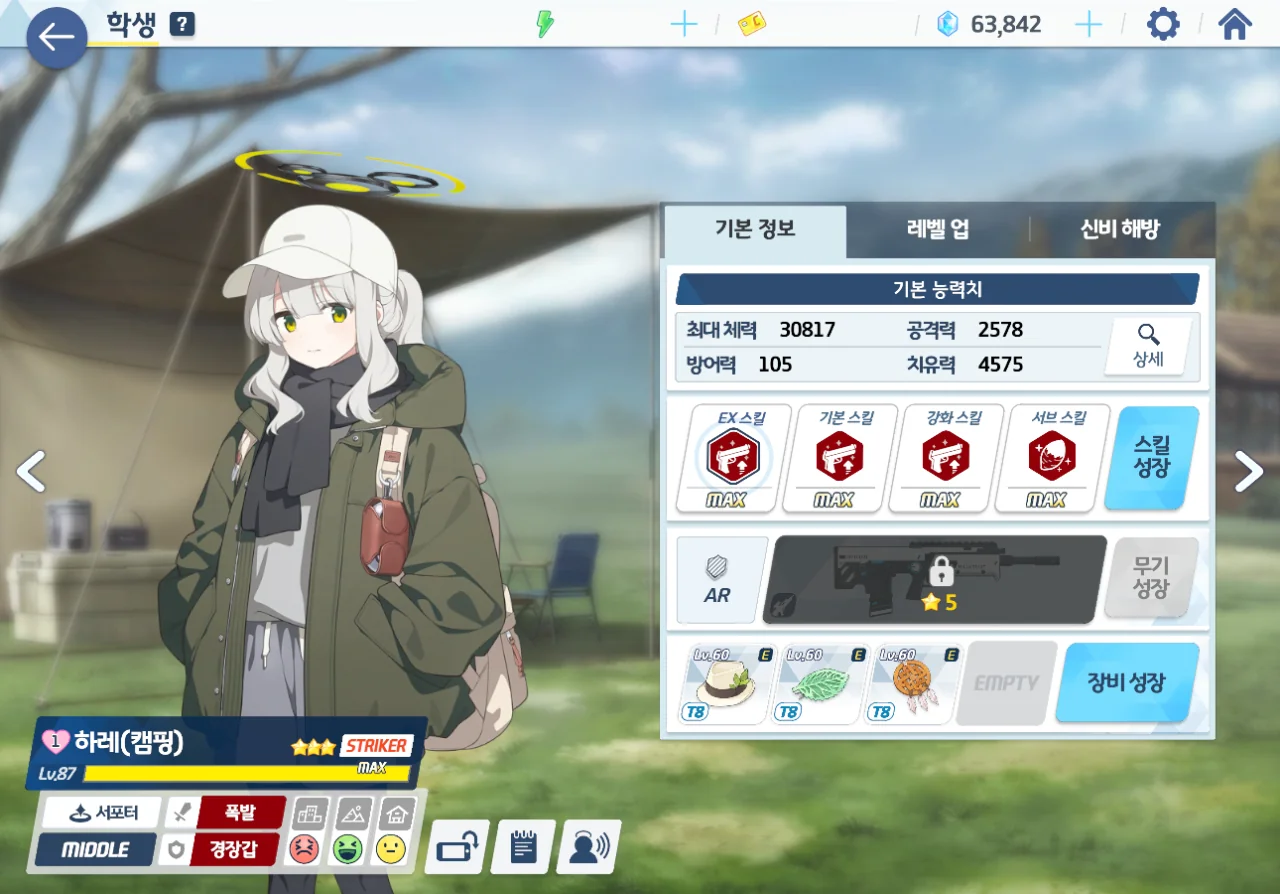 학생 ?
63,842
기본 정보 레벨 업 신비 해방
기본 능력치
최대 체력 30817 공격력 2578
방어력 105 치유력 4575
상세
EX 스킬 기본 스킬 강화 스킬 서브 스킬
MAX MAX MAX MAX
스킬
성장
AR
5
무기
성장
Lv.60 E Lv.60 E Lv.60 E
T8 T8 T8
EMPTY
장비 성장
1 하레(캠핑) STRIKER
Lv.87 MAX
서포터 폭발
MIDDLE 경장갑